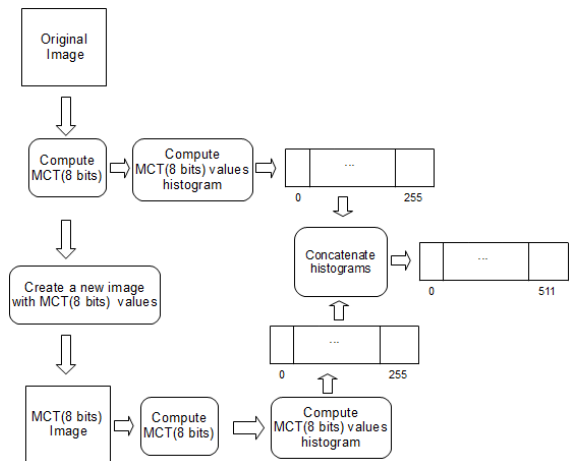 Original
Image
Compute
MCT(8 bits)
Compute
MCT(8 bits) values
histogram
...
0
255
Concatenate
histograms
...
0
511
Create a new image
with MCT(8 bits) values
...
0
255
MCT(8 bits)
Image
Compute
MCT(8 bits)
Compute
MCT(8 bits) values
histogram